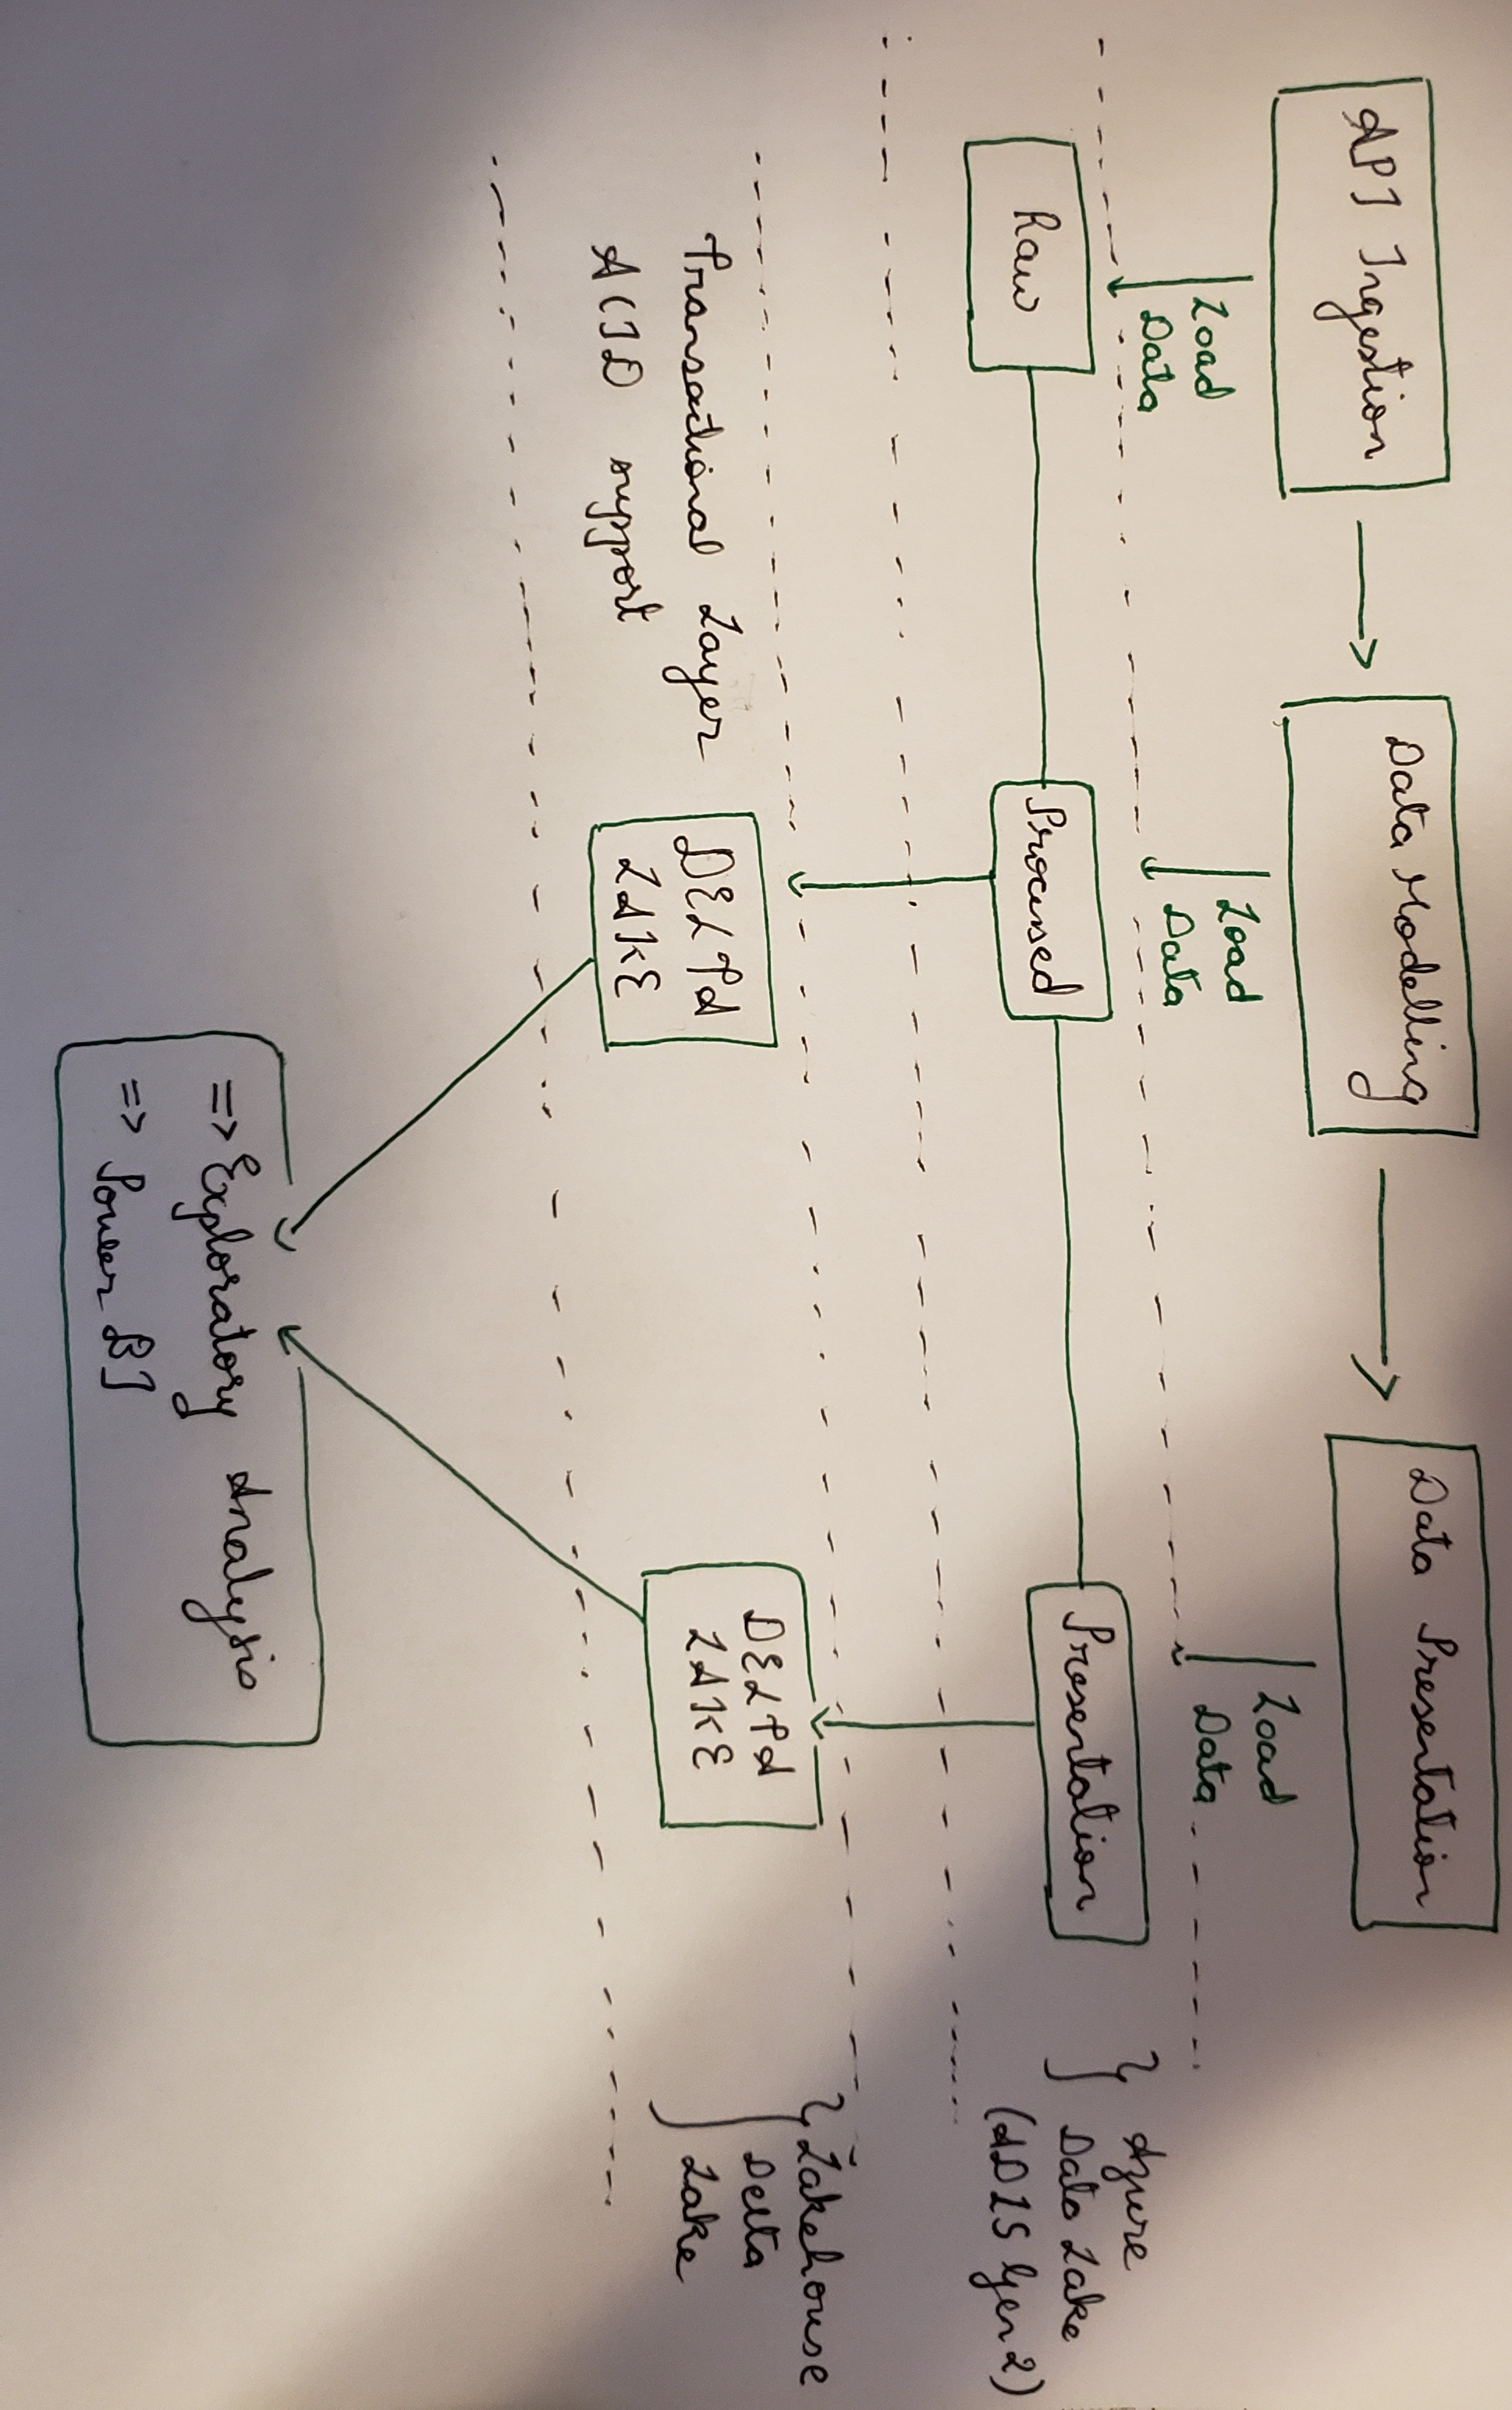 API Ingestion
Data Modelling
Data Presentation
Load
Data
Load
Data
Load
Data
Raw
Processed
Presentation
Azure
Data Lake
(ADLS Gen 2)
Transactional Layer
ACID support
DELTA
LAKE
DELTA
LAKE
Lakehouse
Delta
Lake
=> Exploratory Analysis
=> Power BI